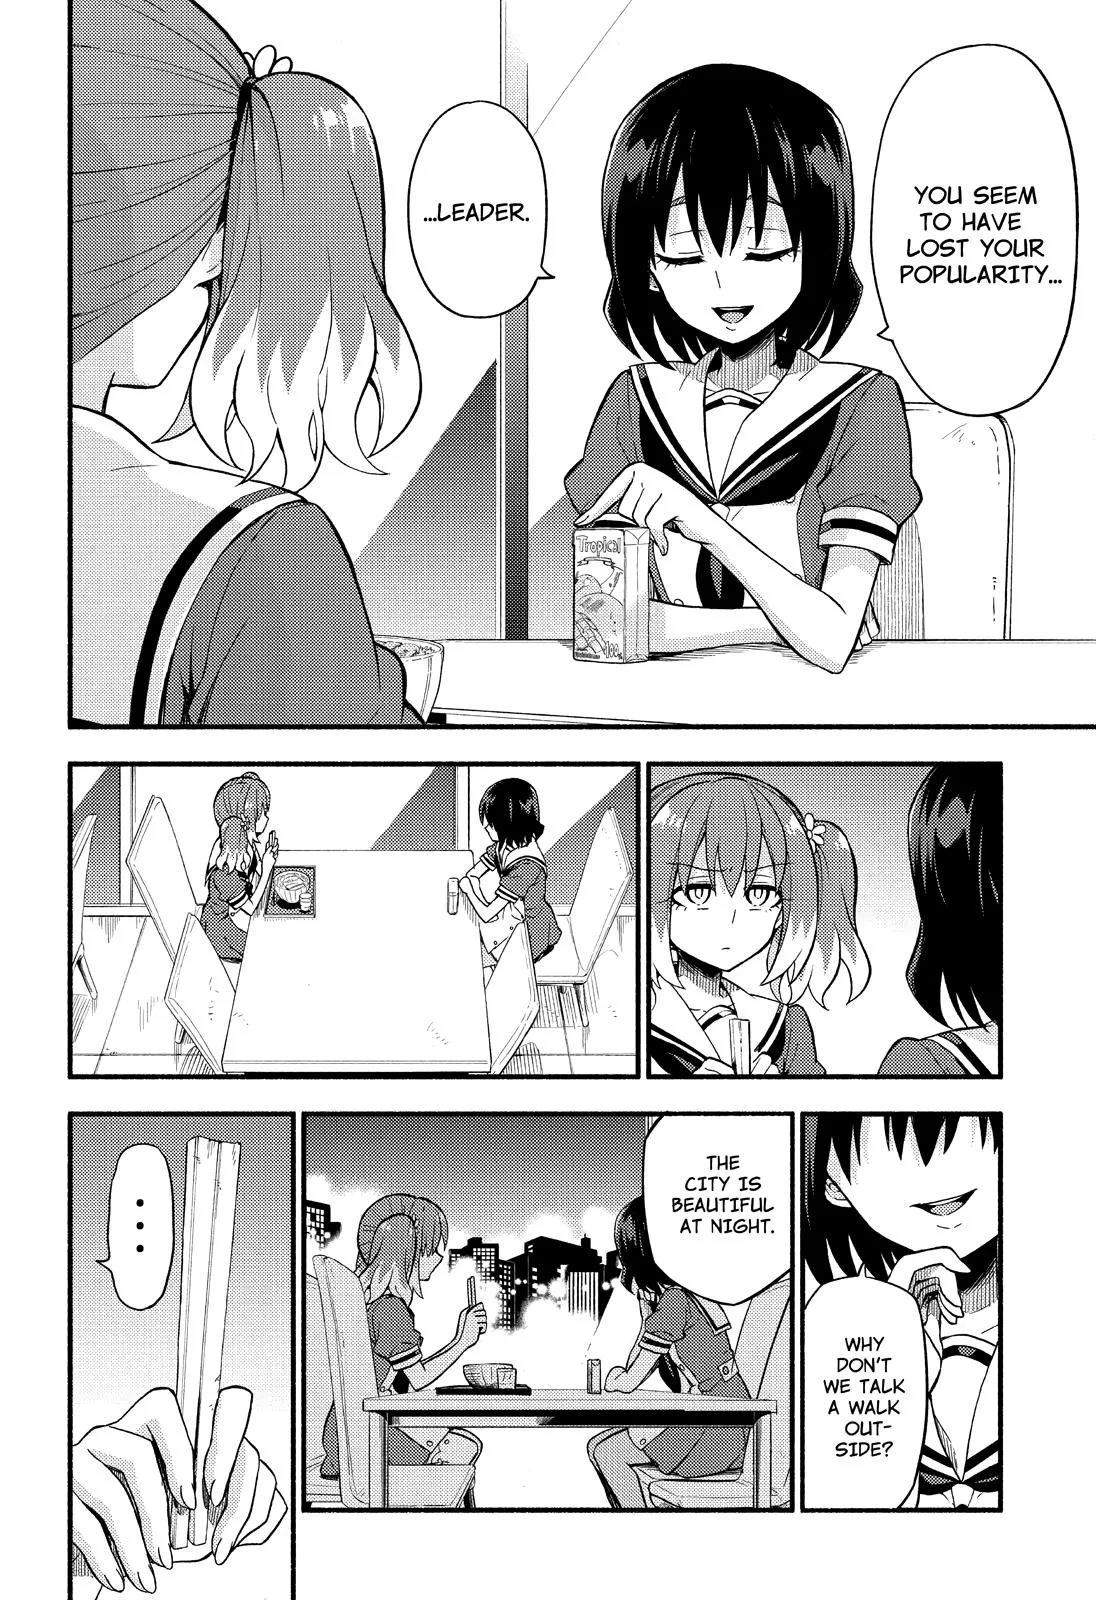 YOU SEEM
TO HAVE
LOST YOUR
POPULARITY...
...LEADER.
Tropical
100%
WHY
DON'T
WE TALK
A WALK
OUT-
SIDE?
THE
CITY IS
BEAUTIFUL
AT NIGHT.
...